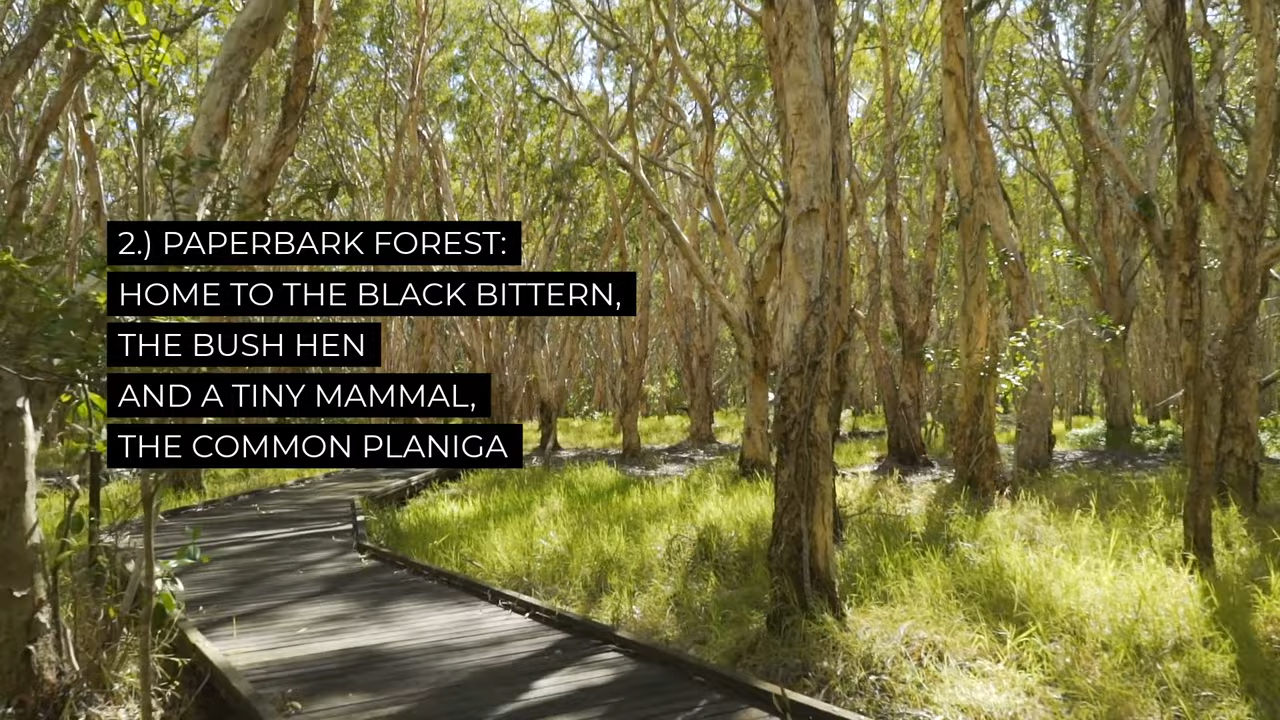 2.) PAPERBARK FOREST:
HOME TO THE BLACK BITTERN,
THE BUSH HEN
AND A TINY MAMMAL,
THE COMMON PLANIGA